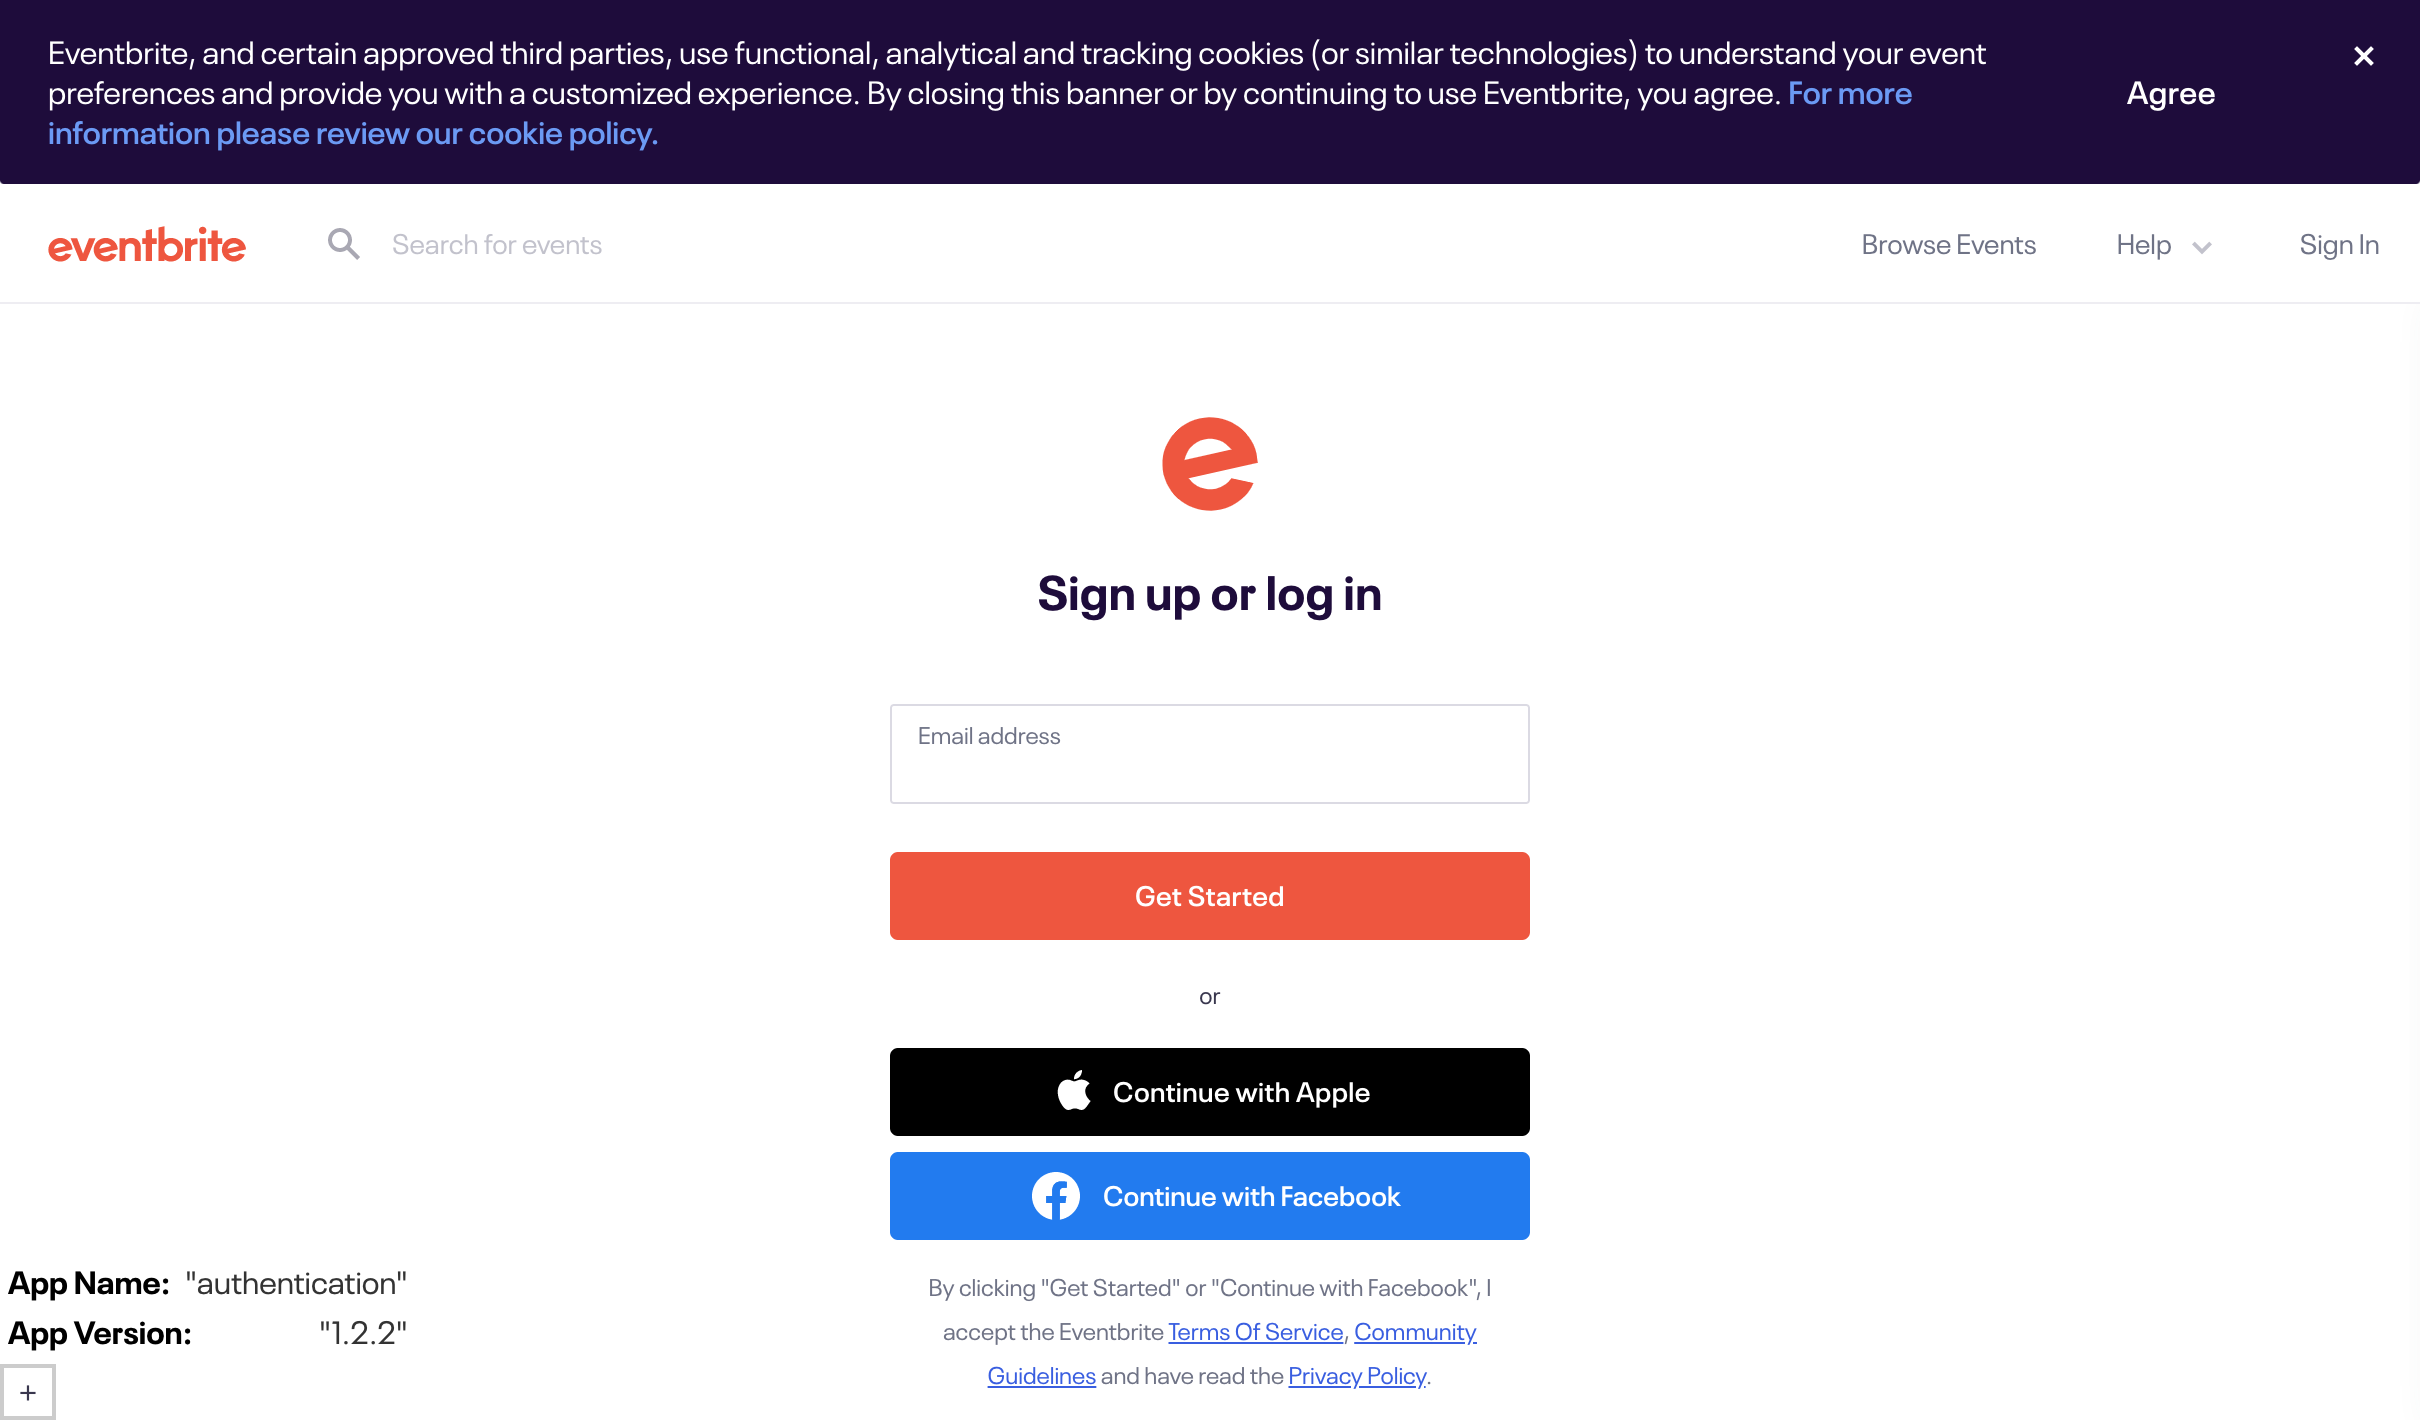 Eventbrite, and certain approved third parties, use functional, analytical and tracking cookies (or similar technologies) to understand your event
preferences and provide you with a customized experience. By closing this banner or by continuing to use Eventbrite, you agree. For more
information please review our cookie policy.
Agree
eventbrite
Search for events
Browse Events
Help
Sign In
Sign up or log in
Email address
Get Started
or
Continue with Apple
Continue with Facebook
By clicking "Get Started" or "Continue with Facebook", I
accept the Eventbrite Terms Of Service, Community
Guidelines and have read the Privacy Policy.
App Name: "authentication"
App Version: "1.2.2"
+